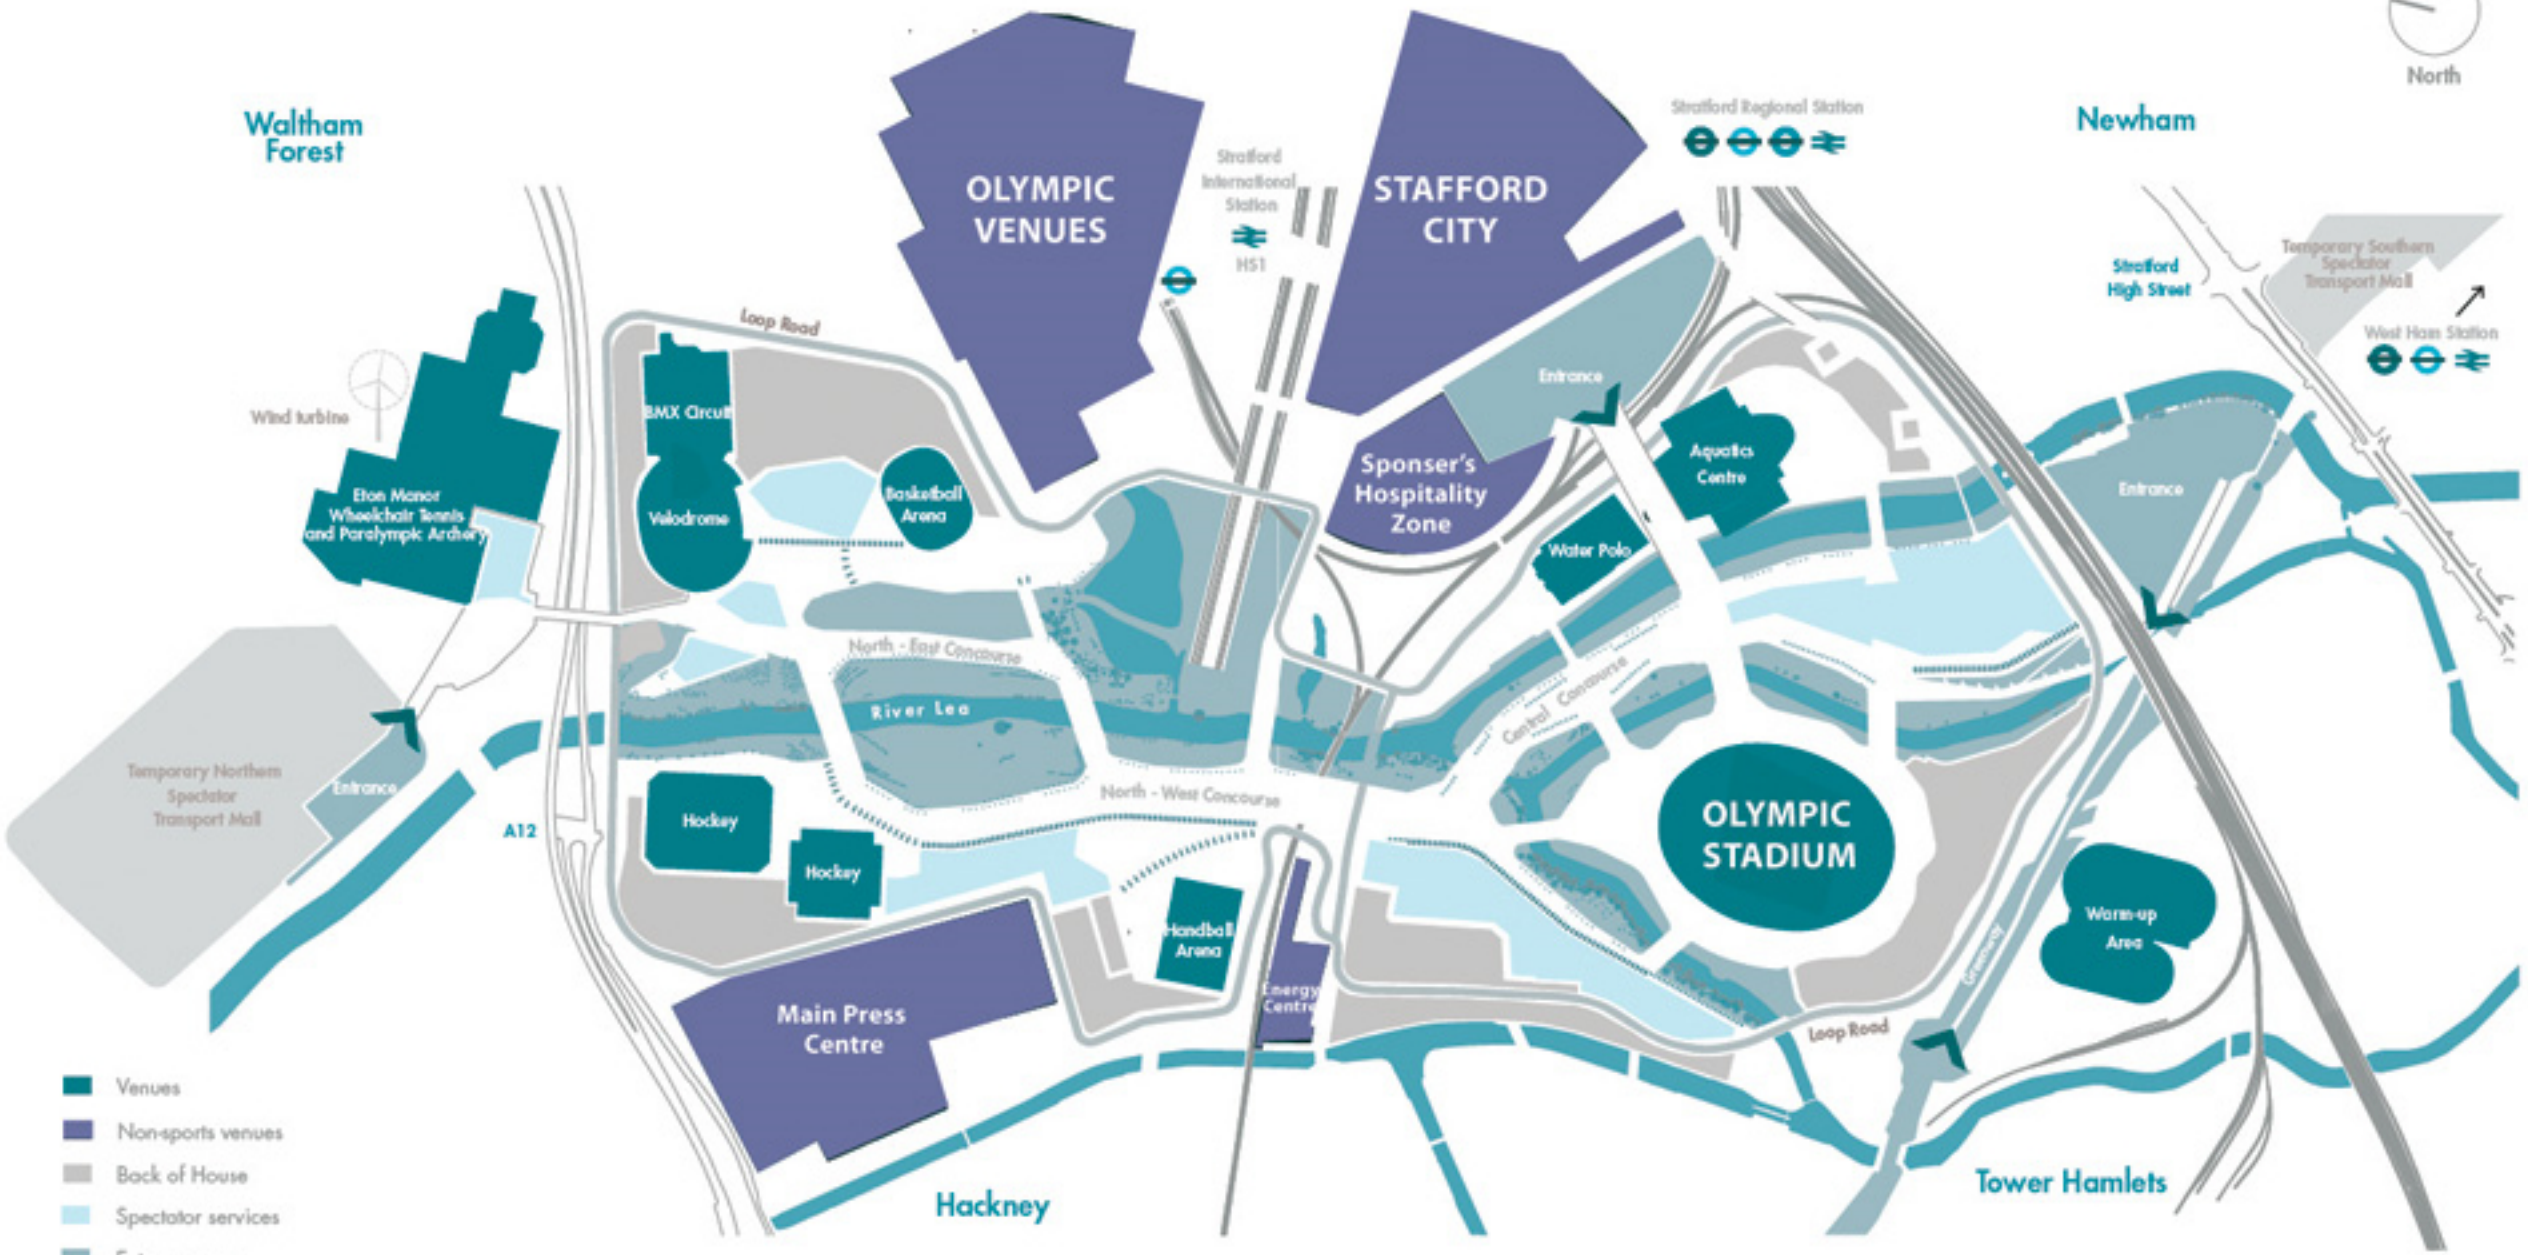 North
Waltham
Forest
OLYMPIC
VENUES
Stratford
International
Station
HS1
STAFFORD
CITY
Stratford Regional Station
Newham
Stratford
High Street
Temporary Southern
Spectator
Transport Mall
West Ham Station
Loop Road
Wind turbine
Eton Manor
Wheelchair Tennis
and Paralympic Archery
BMX Circuit
Velodrome
Basketball
Arena
Entrance
Sponser's
Hospitality
Zone
Aquatics
Centre
Water Polo
Entrance
North - East Concourse
River Lea
Central Concourse
North - West Concourse
Temporary Northern
Spectator
Transport Mall
Entrance
A12
Hockey
Hockey
Handball
Arena
Energy
Centre
OLYMPIC
STADIUM
Warm-up
Area
Greenway
Loop Road
Main Press
Centre
Hackney
Tower Hamlets
Venues
Non-sports venues
Back of House
Spectator services